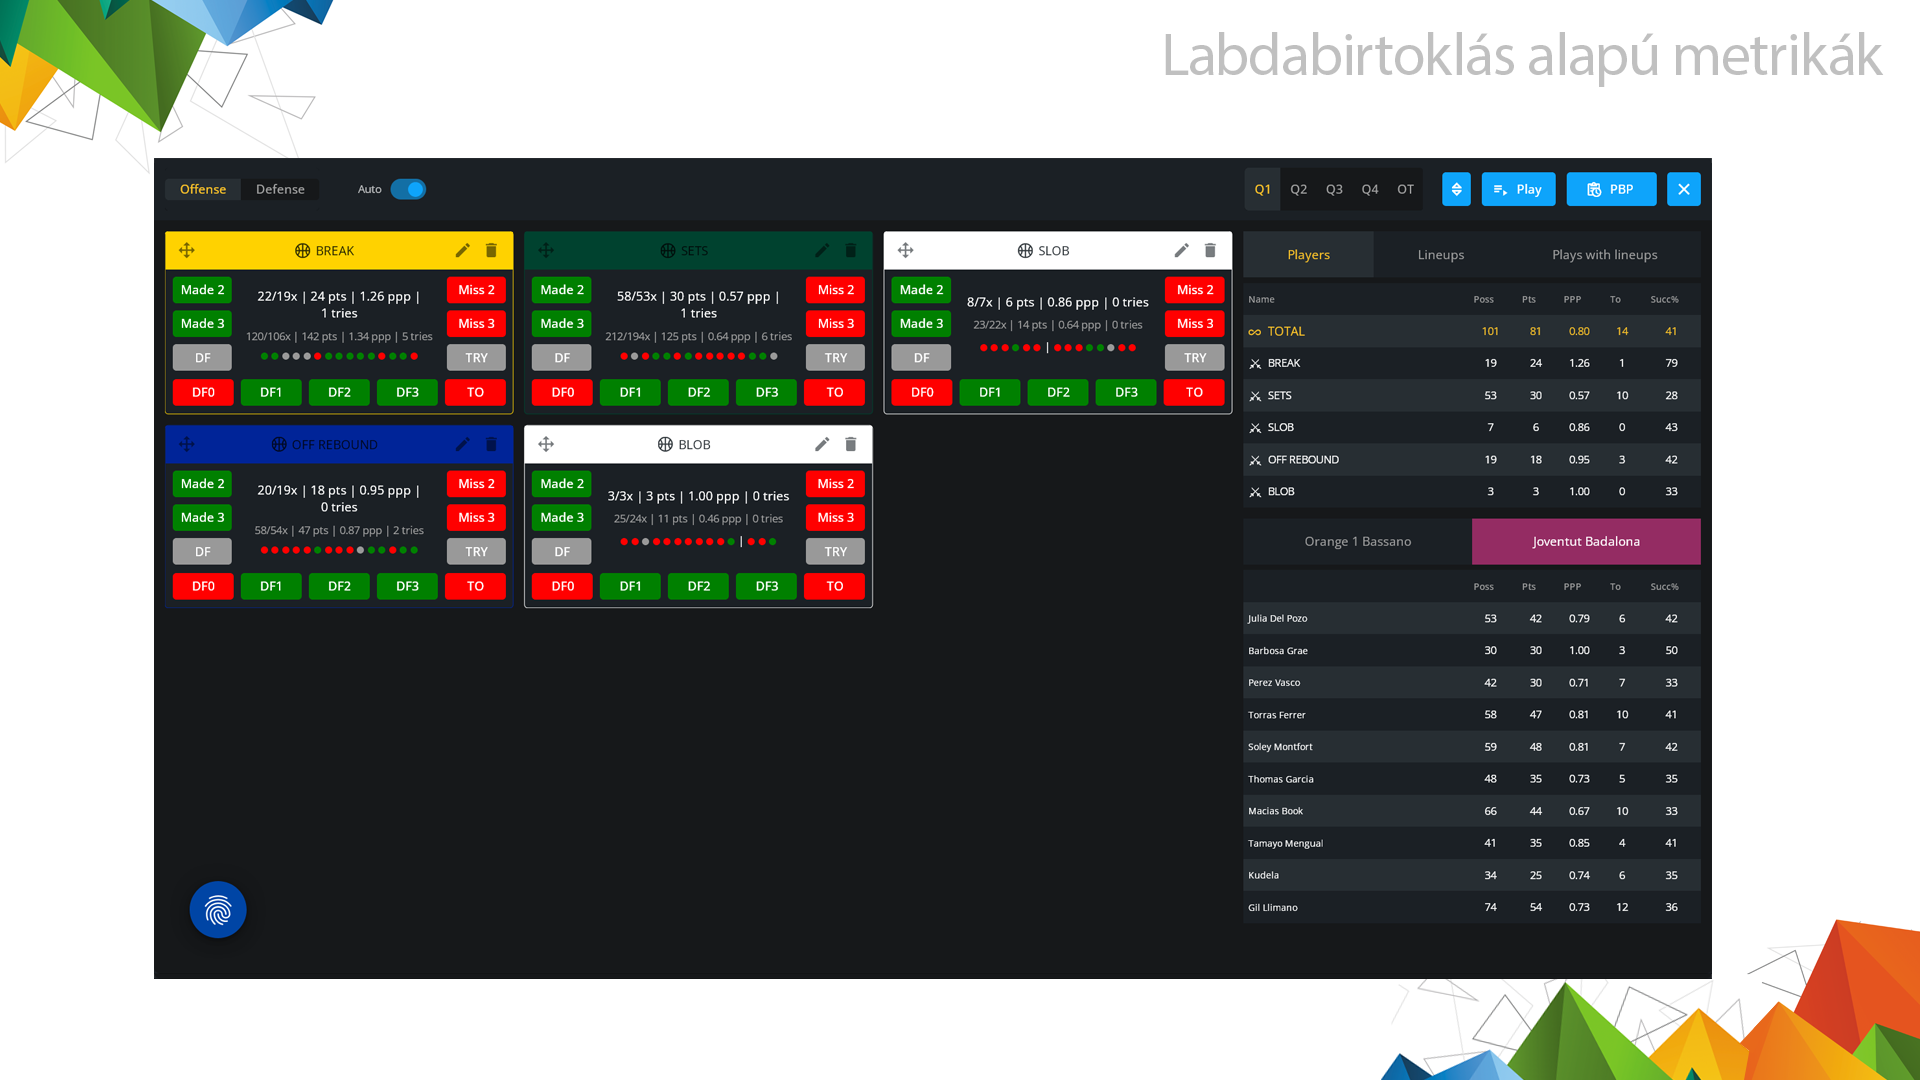 Labdabirtoklás alapú metrikák
Offense Defense Auto
Q1 Q2 Q3 Q4 OT Play PBP
BREAK
Made 2 22/19x | 24 pts | 1.26 ppp | Miss 2
1 tries
Made 3 120/106x | 142 pts | 1.34 ppp | 5 tries Miss 3
DF TRY
DF0 DF1 DF2 DF3 TO
SETS
Made 2 58/53x | 30 pts | 0.57 ppp | Miss 2
1 tries
Made 3 212/194x | 125 pts | 0.64 ppp | 6 tries Miss 3
DF TRY
DF0 DF1 DF2 DF3 TO
SLOB
Made 2 8/7x | 6 pts | 0.86 ppp | 0 tries Miss 2
Made 3 23/22x | 14 pts | 0.64 ppp | 0 tries Miss 3
DF TRY
DF0 DF1 DF2 DF3 TO
OFF REBOUND
Made 2 20/19x | 18 pts | 0.95 ppp | Miss 2
0 tries
Made 3 58/54x | 47 pts | 0.87 ppp | 2 tries Miss 3
DF TRY
DF0 DF1 DF2 DF3 TO
BLOB
Made 2 3/3x | 3 pts | 1.00 ppp | 0 tries Miss 2
Made 3 25/24x | 11 pts | 0.46 ppp | 0 tries Miss 3
DF TRY
DF0 DF1 DF2 DF3 TO
Players Lineups Plays with lineups
Name Poss Pts PPP To Succ%
TOTAL 101 81 0.80 14 41
BREAK 19 24 1.26 1 79
SETS 53 30 0.57 10 28
SLOB 7 6 0.86 0 43
OFF REBOUND 19 18 0.95 3 42
BLOB 3 3 1.00 0 33
Orange 1 Bassano Joventut Badalona
Poss Pts PPP To Succ%
Julia Del Pozo 53 42 0.79 6 42
Barbosa Grae 30 30 1.00 3 50
Perez Vasco 42 30 0.71 7 33
Torras Ferrer 58 47 0.81 10 41
Soley Montfort 59 48 0.81 7 42
Thomas Garcia 48 35 0.73 5 35
Macias Book 66 44 0.67 10 33
Tamayo Mengual 41 35 0.85 4 41
Kudela 34 25 0.74 6 35
Gil Llimano 74 54 0.73 12 36